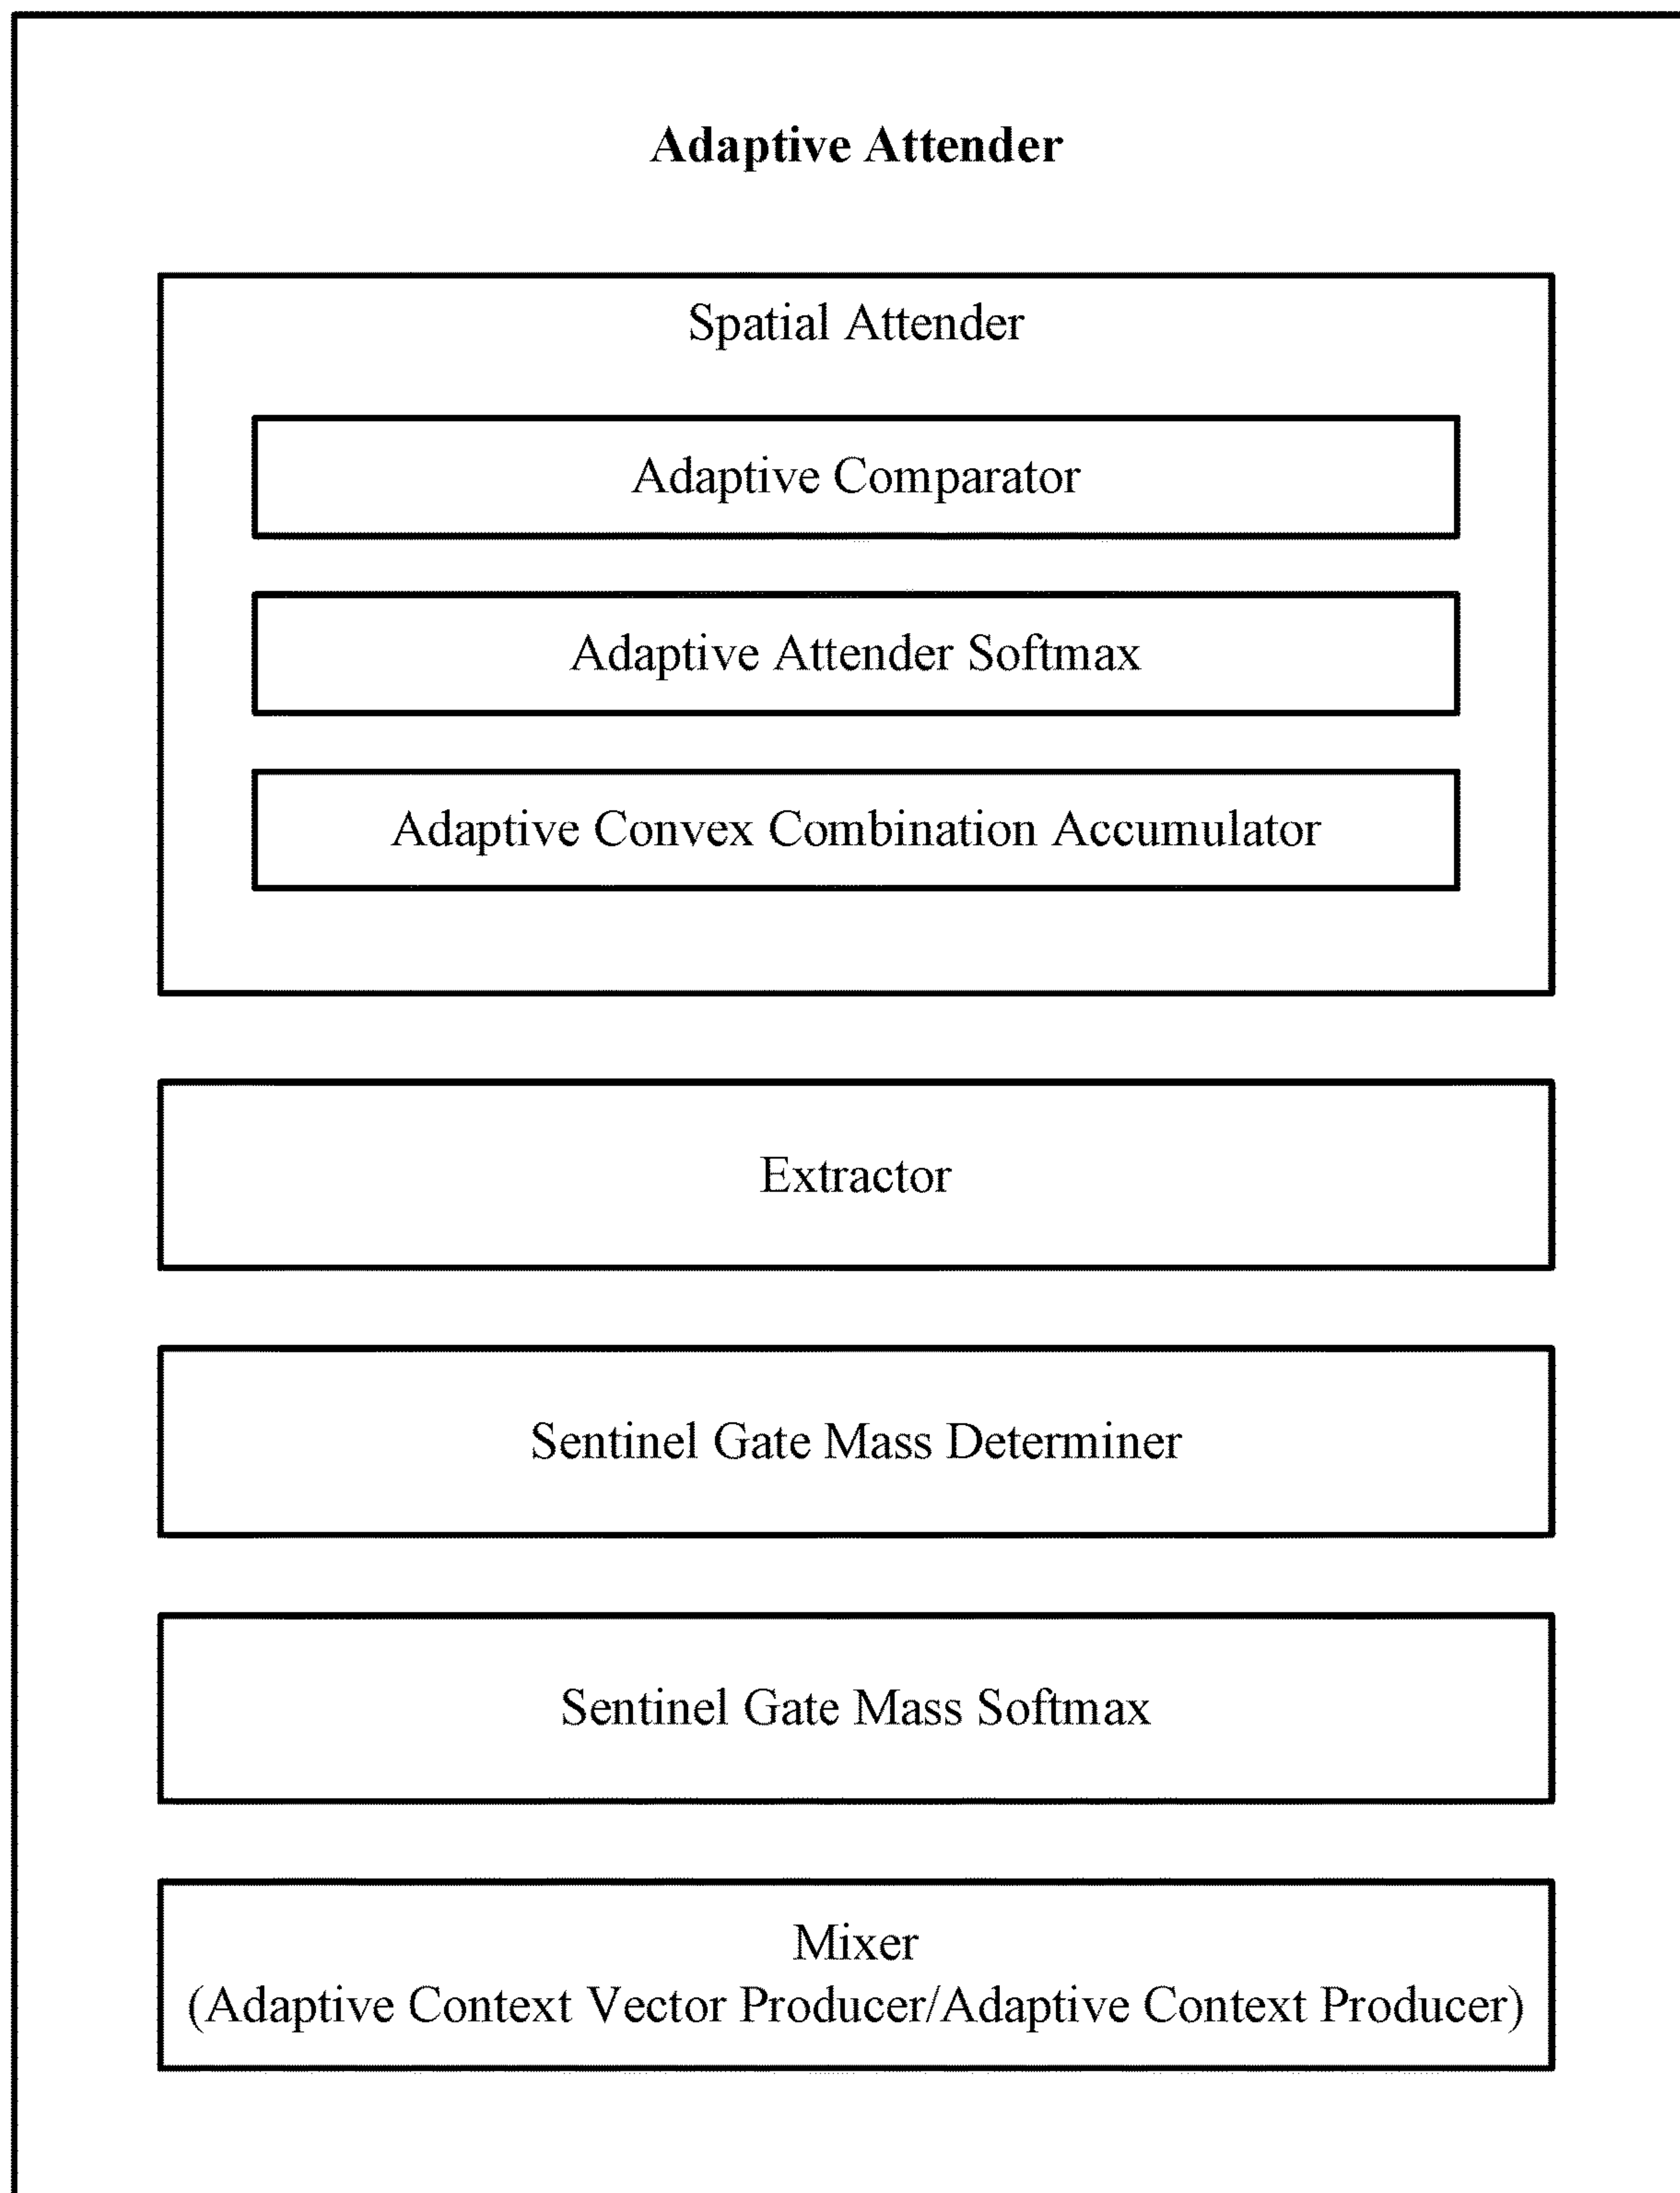 Adaptive Attender
Spatial Attender
Adaptive Comparator
Adaptive Attender Softmax
Adaptive Convex Combination Accumulator
Extractor
Sentinel Gate Mass Determiner
Sentinel Gate Mass Softmax
Mixer
(Adaptive Context Vector Producer/Adaptive Context Producer)